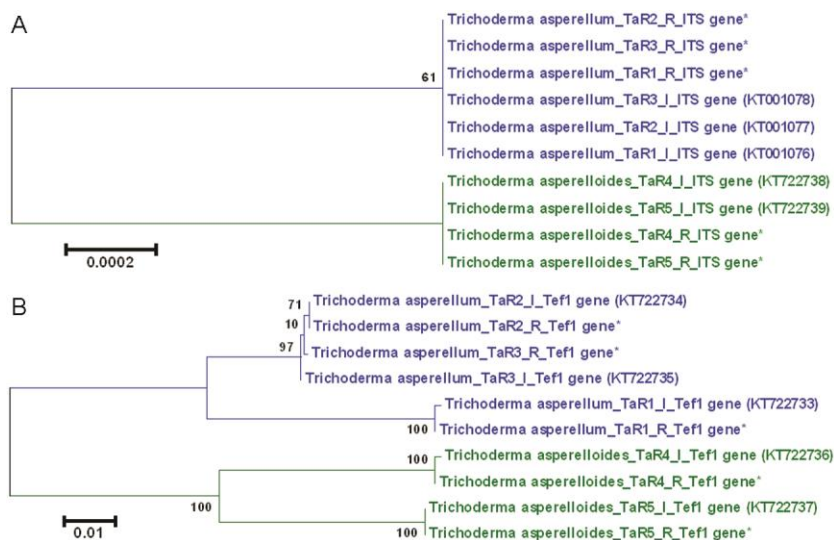 A
Trichoderma asperellum_TaR2_R_ITS gene*
Trichoderma asperellum_TaR3_R_ITS gene*
Trichoderma asperellum_TaR1_R_ITS gene*
61
Trichoderma asperellum_TaR3_I_ITS gene (KT001078)
Trichoderma asperellum_TaR2_I_ITS gene (KT001077)
Trichoderma asperellum_TaR1_I_ITS gene (KT001076)
Trichoderma asperelloides_TaR4_I_ITS gene (KT722738)
Trichoderma asperelloides_TaR5_I_ITS gene (KT722739)
Trichoderma asperelloides_TaR4_R_ITS gene*
Trichoderma asperelloides_TaR5_R_ITS gene*
0.0002
B
71
Trichoderma asperellum_TaR2_I_Tef1 gene (KT722734)
10
Trichoderma asperellum_TaR2_R_Tef1 gene*
97
Trichoderma asperellum_TaR3_R_Tef1 gene*
Trichoderma asperellum_TaR3_I_Tef1 gene (KT722735)
Trichoderma asperellum_TaR1_I_Tef1 gene (KT722733)
100
Trichoderma asperellum_TaR1_R_Tef1 gene*
100
Trichoderma asperelloides_TaR4_I_Tef1 gene (KT722736)
Trichoderma asperelloides_TaR4_R_Tef1 gene*
100
Trichoderma asperelloides_TaR5_I_Tef1 gene (KT722737)
100
Trichoderma asperelloides_TaR5_R_Tef1 gene*
0.01